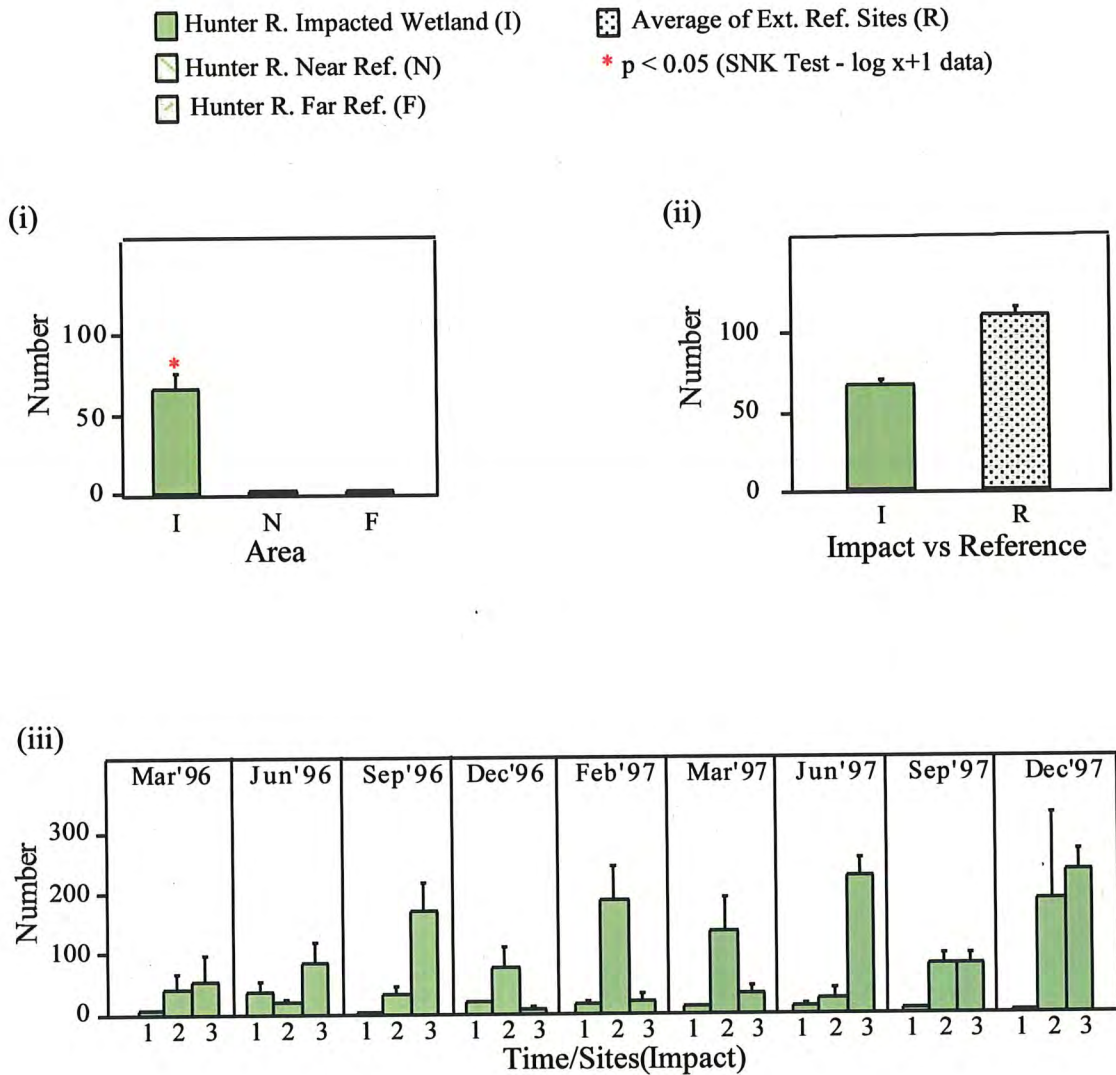 Hunter R. Impacted Wetland (I)
Hunter R. Near Ref. (N)
Hunter R. Far Ref. (F)
Average of Ext. Ref. Sites (R)
* p < 0.05 (SNK Test - log x+1 data)
(i)
Number
100
50
0
*
I N F
Area
(ii)
Number
100
50
0
I R
Impact vs Reference
(iii)
Mar'96 Jun'96 Sep'96 Dec'96 Feb'97 Mar'97 Jun'97 Sep'97 Dec'97
Number
300
200
100
0
1 2 3 1 2 3 1 2 3 1 2 3 1 2 3 1 2 3 1 2 3 1 2 3 1 2 3
Time/Sites(Impact)